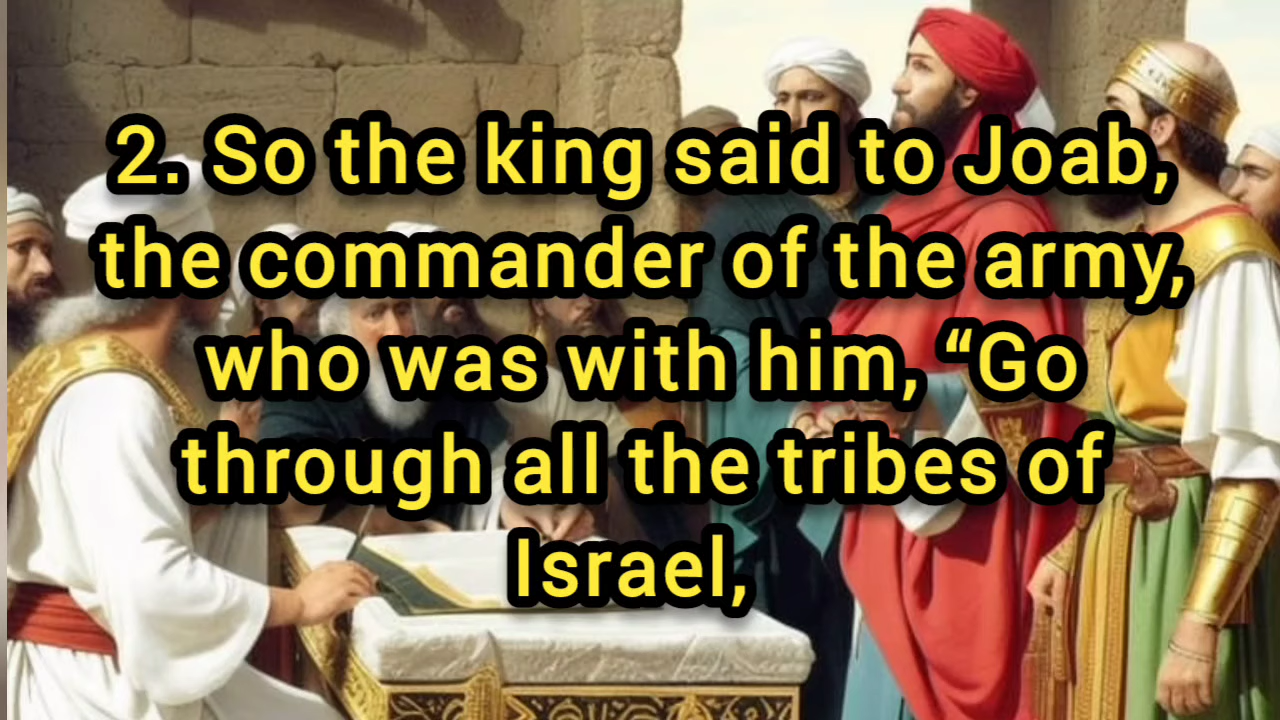 2. So the king said to Joab,
the commander of the army,
who was with him, “Go
through all the tribes of
Israel,